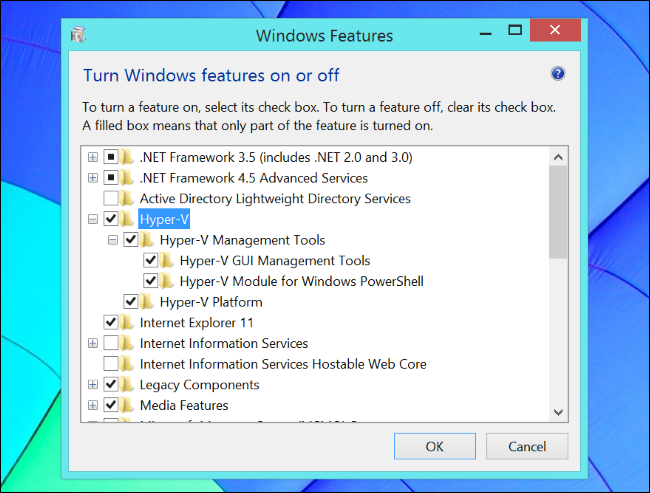 Windows Features
Turn Windows features on or off
To turn a feature on, select its check box. To turn a feature off, clear its check box.
A filled box means that only part of the feature is turned on.
.NET Framework 3.5 (includes .NET 2.0 and 3.0)
.NET Framework 4.5 Advanced Services
Active Directory Lightweight Directory Services
Hyper-V
Hyper-V Management Tools
Hyper-V GUI Management Tools
Hyper-V Module for Windows PowerShell
Hyper-V Platform
Internet Explorer 11
Internet Information Services
Internet Information Services Hostable Web Core
Legacy Components
Media Features
OK Cancel